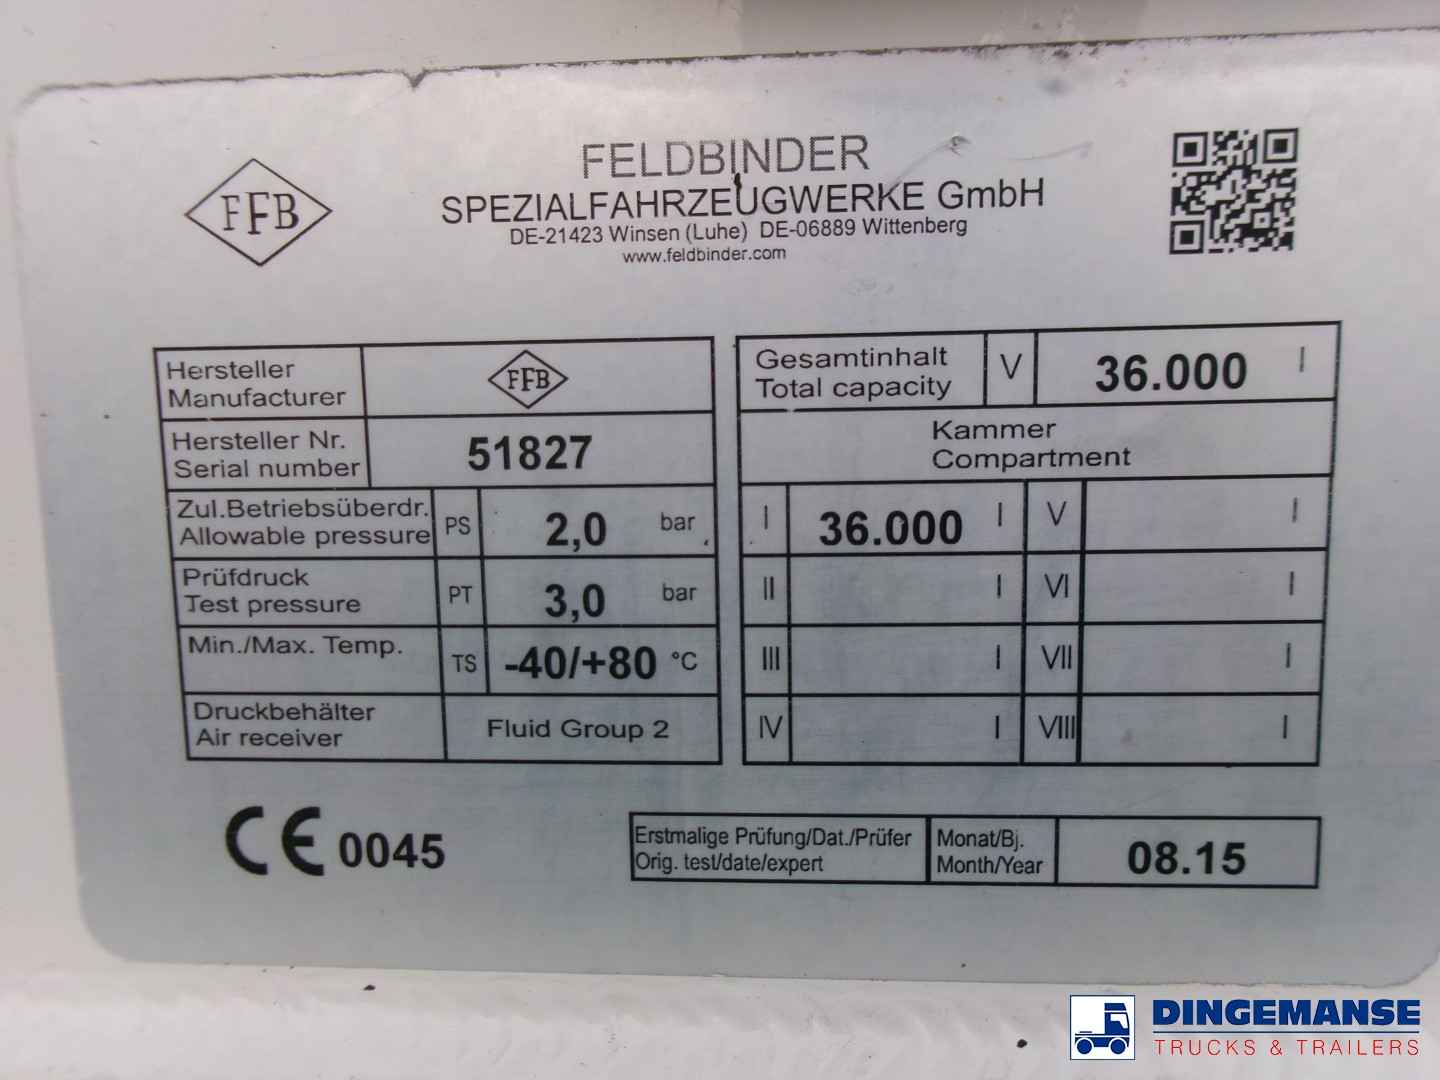 FFB
FELDBINDER
SPEZIALFAHRZEUGWERKE GmbH
DE-21423 Winsen (Luhe) DE-06889 Wittenberg
www.feldbinder.com
Hersteller
Manufacturer
FFB
Hersteller Nr.
Serial number
51827
Zul.Betriebsüberdr.
Allowable pressure
PS
2,0 bar
Prüfdruck
Test pressure
PT
3,0 bar
Min./Max. Temp.
TS
-40/+80 °C
Druckbehälter
Air receiver
Fluid Group 2
Gesamtinhalt
Total capacity
V
36.000 l
Kammer
Compartment
I 36.000 l V l
II l VI l
III l VII l
IV l VIII l
CE 0045
Erstmalige Prüfung/Dat./Prüfer
Orig. test/date/expert
Monat/Bj.
Month/Year
08.15
DINGEMANSE
TRUCKS & TRAILERS